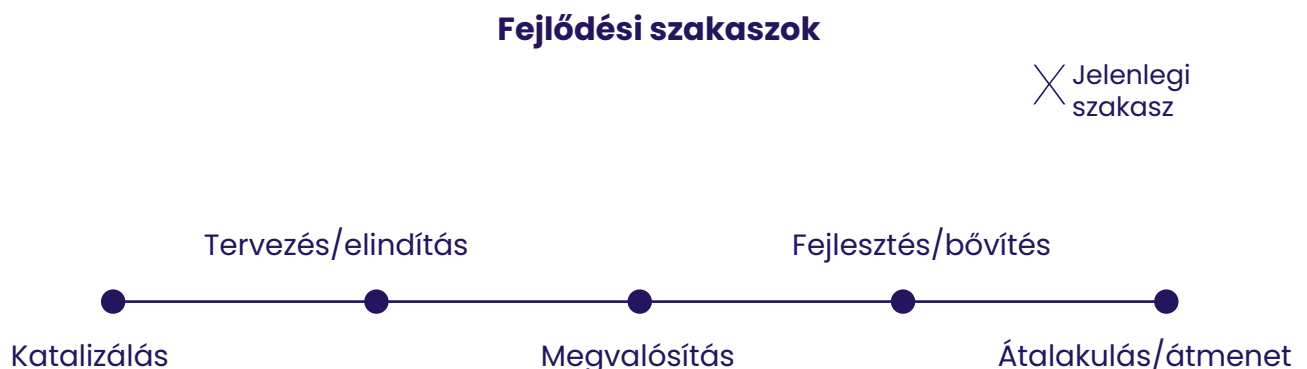 Fejlődési szakaszok
Jelenlegi
szakasz
Tervezés/elindítás
Fejlesztés/bővítés
Katalizálás
Megvalósítás
Átalakulás/átmenet